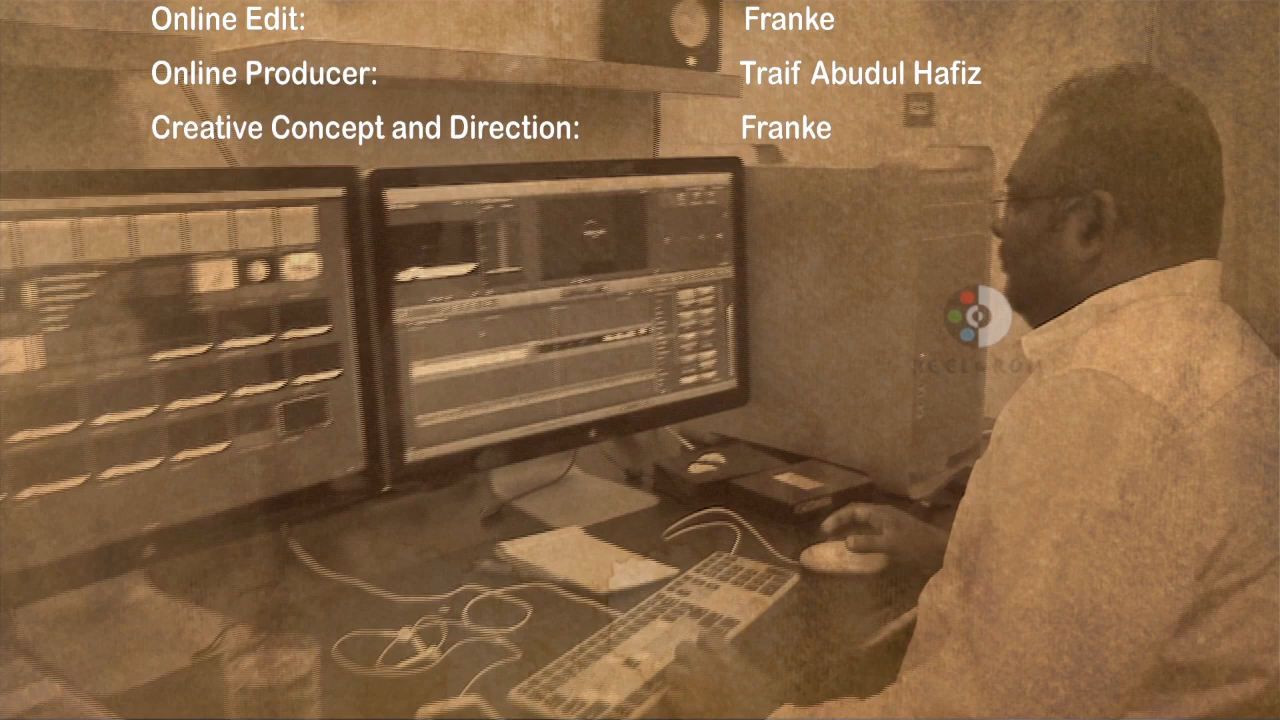 Online Edit: Franke
Online Producer: Traif Abudul Hafiz
Creative Concept and Direction: Franke